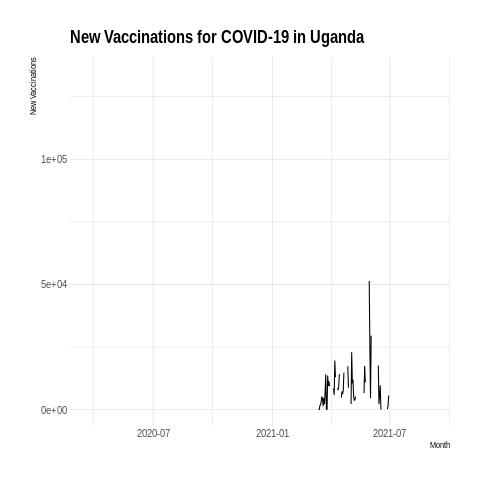 New Vaccinations for COVID-19 in Uganda
New Vaccinations
1e+05
5e+04
0e+00
2020-07
2021-01
2021-07
Month